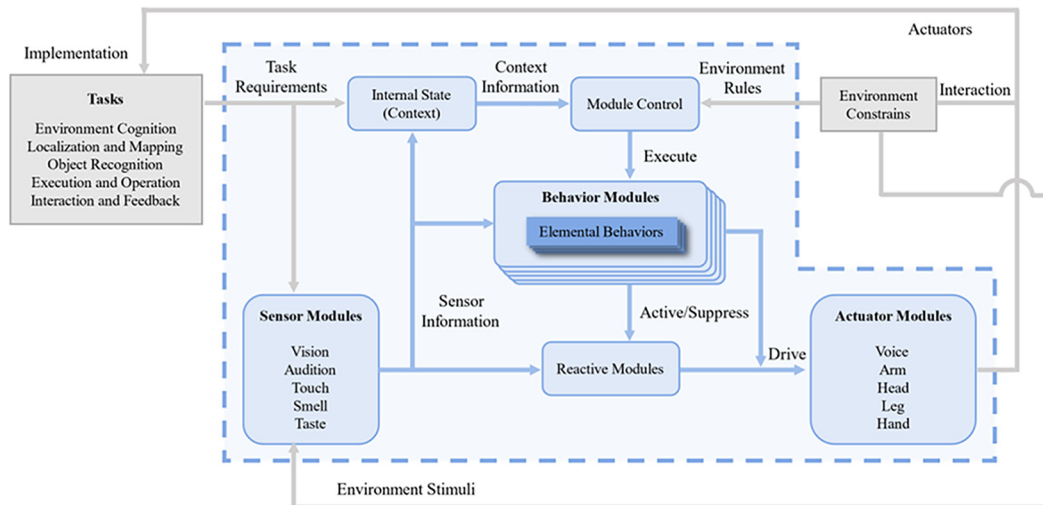 Actuators
Implementation
Task
Requirements
Context
Information
Environment
Rules
Interaction
Tasks
Environment Cognition
Localization and Mapping
Object Recognition
Execution and Operation
Interaction and Feedback
Internal State
(Context)
Module Control
Environment
Constrains
Execute
Behavior Modules
Elemental Behaviors
Sensor
Information
Active/Suppress
Sensor Modules
Vision
Audition
Touch
Smell
Taste
Reactive Modules
Drive
Actuator Modules
Voice
Arm
Head
Leg
Hand
Environment Stimuli